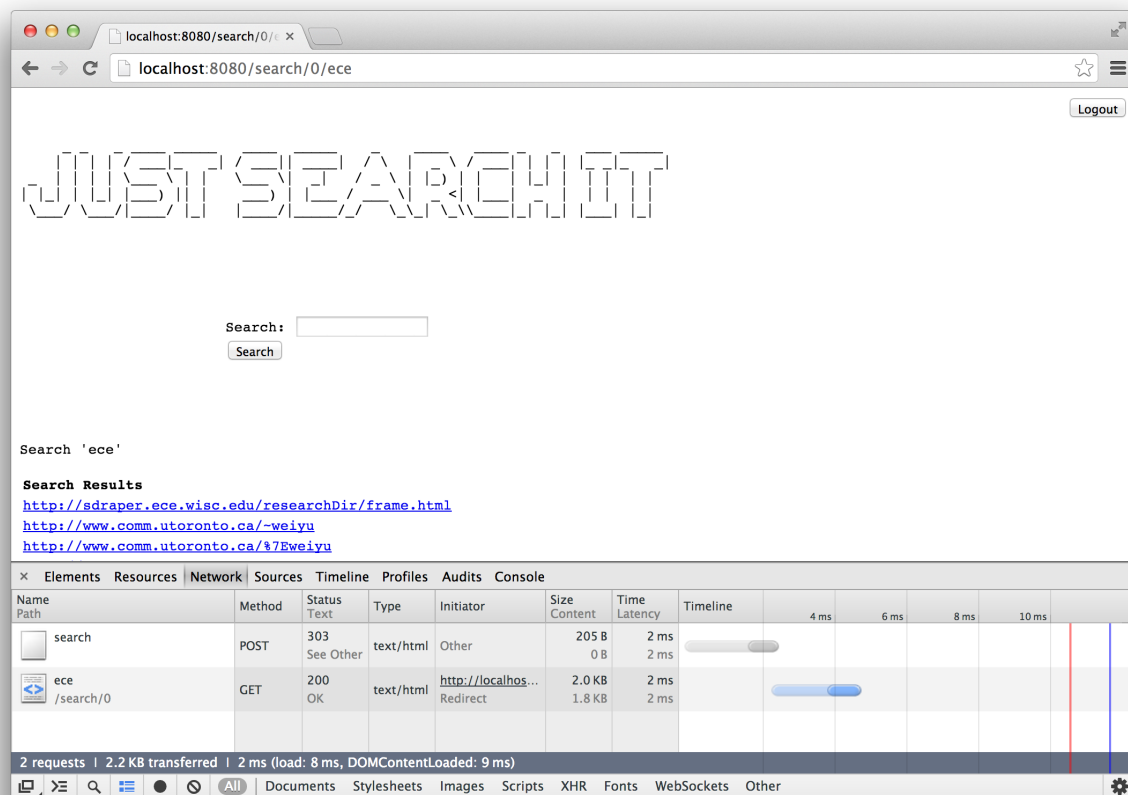 localhost:8080/search/0/e
localhost:8080/search/0/ece
Logout
JUST SEARCH IT
Search:
Search
Search 'ece'
Search Results
http://sdraper.ece.wisc.edu/researchDir/frame.html
http://www.comm.utoronto.ca/~weiyu
http://www.comm.utoronto.ca/%7Eweiyu
× Elements Resources Network Sources Timeline Profiles Audits Console
Name Method Status Type Initiator Size Time Timeline
Path Text Content Latency 4 ms 6 ms 8 ms 10 ms
search POST 303 text/html Other 205 B 2 ms
See Other 0 B 2 ms
ece GET 200 text/html http://localhos... 2.0 KB 2 ms
/search/0 OK Redirect 1.8 KB 2 ms
2 requests | 2.2 KB transferred | 2 ms (load: 8 ms, DOMContentLoaded: 9 ms)
All Documents Stylesheets Images Scripts XHR Fonts WebSockets Other